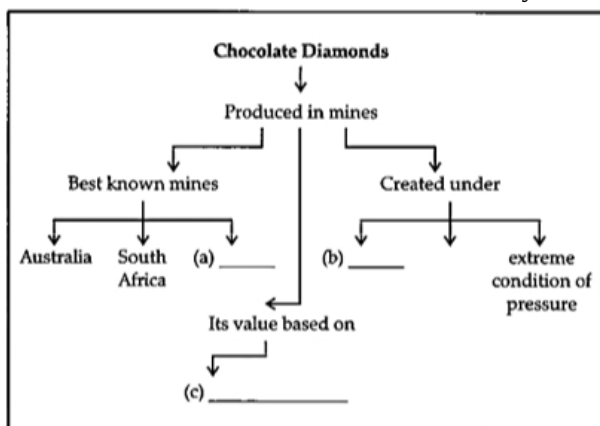 Chocolate Diamonds
Produced in mines
Best known mines
Created under
Australia
South Africa
(a) ______
(b) ______
extreme condition of pressure
Its value based on
(c) ______________